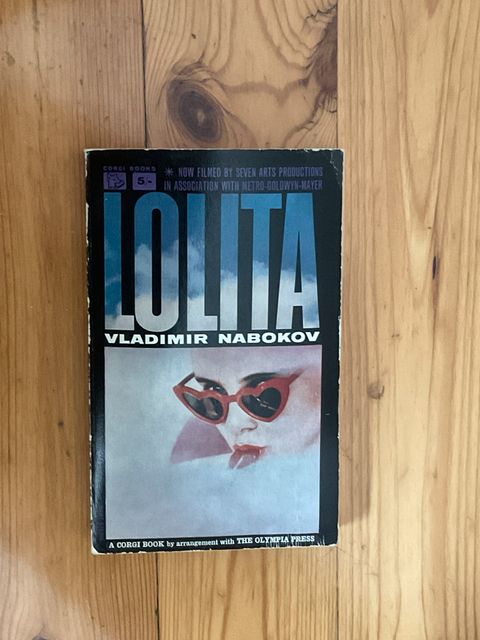 CORGI BOOKS
5/-
* NOW FILMED BY SEVEN ARTS PRODUCTIONS
IN ASSOCIATION WITH METRO-GOLDWYN-MAYER
LOLITA
VLADIMIR NABOKOV
A CORGI BOOK by arrangement with THE OLYMPIA PRESS